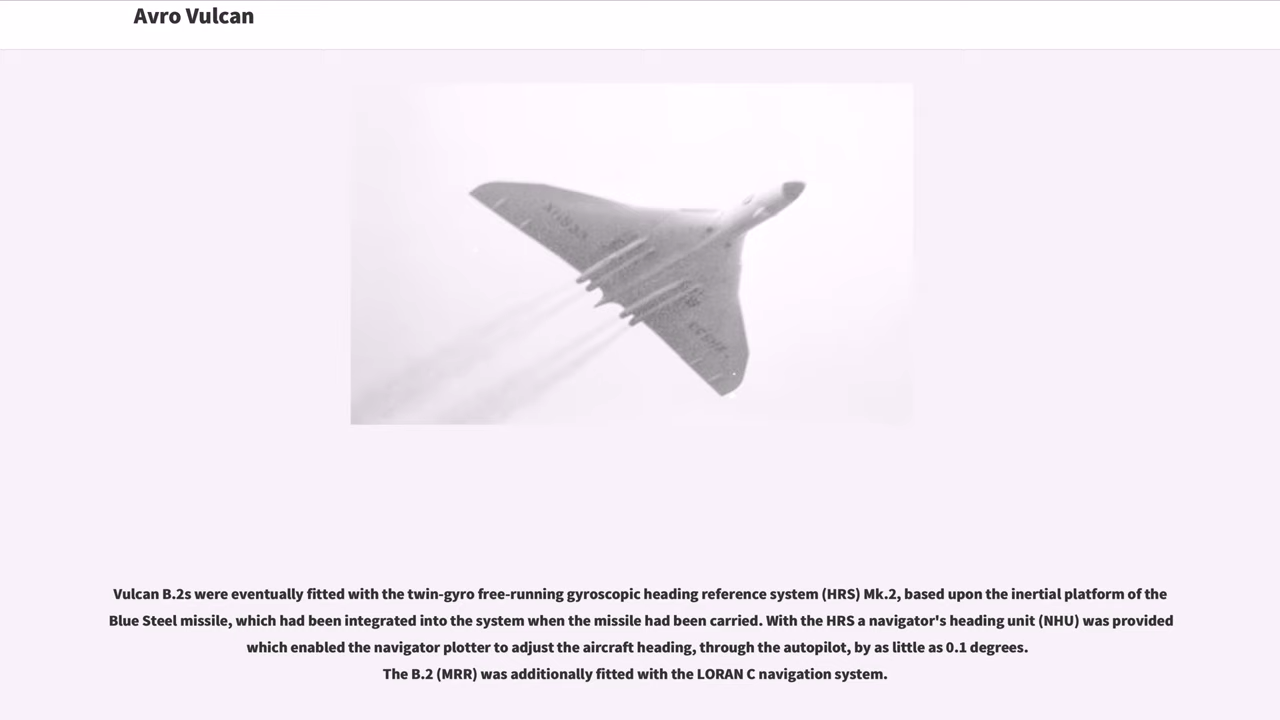 Avro Vulcan
Vulcan B.2s were eventually fitted with the twin-gyro free-running gyroscopic heading reference system (HRS) Mk.2, based upon the inertial platform of the
Blue Steel missile, which had been integrated into the system when the missile had been carried. With the HRS a navigator's heading unit (NHU) was provided
which enabled the navigator plotter to adjust the aircraft heading, through the autopilot, by as little as 0.1 degrees.
The B.2 (MRR) was additionally fitted with the LORAN C navigation system.